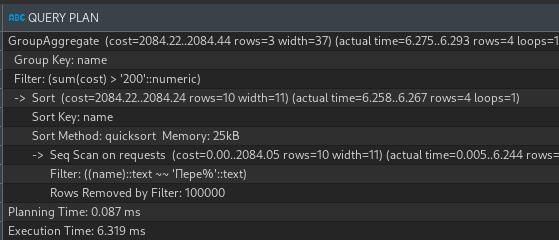 ABC QUERY PLAN
GroupAggregate (cost=2084.22..2084.44 rows=3 width=37) (actual time=6.275..6.293 rows=4 loops=1
Group Key: name
Filter: (sum(cost) > '200'::numeric)
-> Sort (cost=2084.22..2084.24 rows=10 width=11) (actual time=6.258..6.267 rows=4 loops=1)
Sort Key: name
Sort Method: quicksort Memory: 25kB
-> Seq Scan on requests (cost=0.00..2084.05 rows=10 width=11) (actual time=0.005..6.244 rows=
Filter: ((name)::text ~~ 'Пере%'::text)
Rows Removed by Filter: 100000
Planning Time: 0.087 ms
Execution Time: 6.319 ms